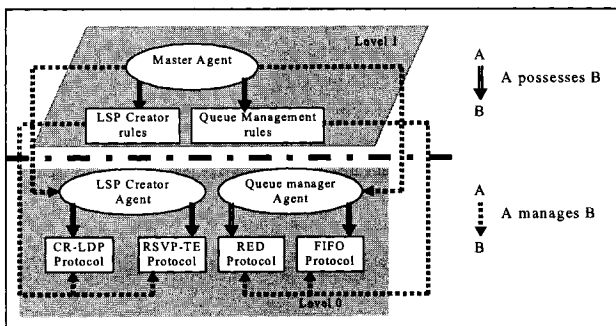 Level 1
Master Agent
LSP Creator
rules
Queue Management
rules
A
A possesses B
B
LSP Creator
Agent
Queue manager
Agent
CR-LDP
Protocol
RSVP-TE
Protocol
RED
Protocol
FIFO
Protocol
Level 0
A
A manages B
B